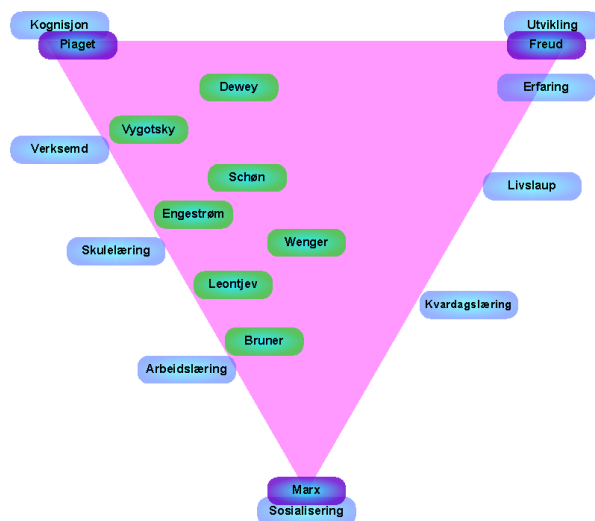 Kognisjon
Utvikling
Piaget
Freud
Dewey
Erfaring
Vygotsky
Verksemd
Schøn
Livslaup
Engestrøm
Wenger
Skulelæring
Leontjev
Kvardagslæring
Bruner
Arbeidslæring
Marx
Sosialisering